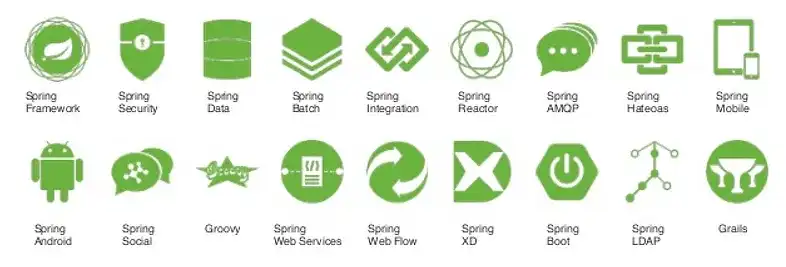 Spring Framework
Spring Security
Spring Data
Spring Batch
Spring Integration
Spring Reactor
Spring AMQP
Spring Hateoas
Spring Mobile
</>
Groovy
Spring Android
Spring Social
Groovy
Spring Web Services
Spring Web Flow
Spring XD
Spring Boot
Spring LDAP
Grails